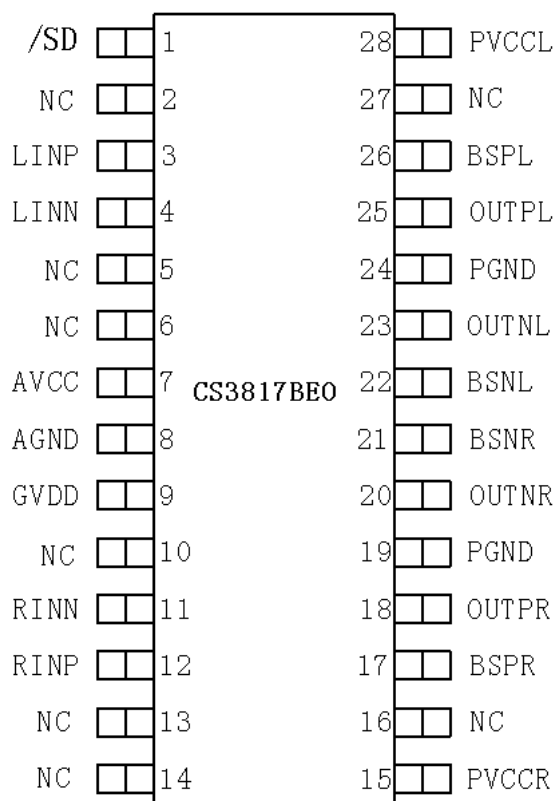 /SD 1 28 PVCCL
NC 2 27 NC
LINP 3 26 BSPL
LINN 4 25 OUTPL
NC 5 24 PGND
NC 6 23 OUTNL
AVCC 7 CS3817BEO 22 BSNL
AGND 8 21 BSNR
GVDD 9 20 OUTNR
NC 10 19 PGND
RINN 11 18 OUTPR
RINP 12 17 BSPR
NC 13 16 NC
NC 14 15 PVCCR